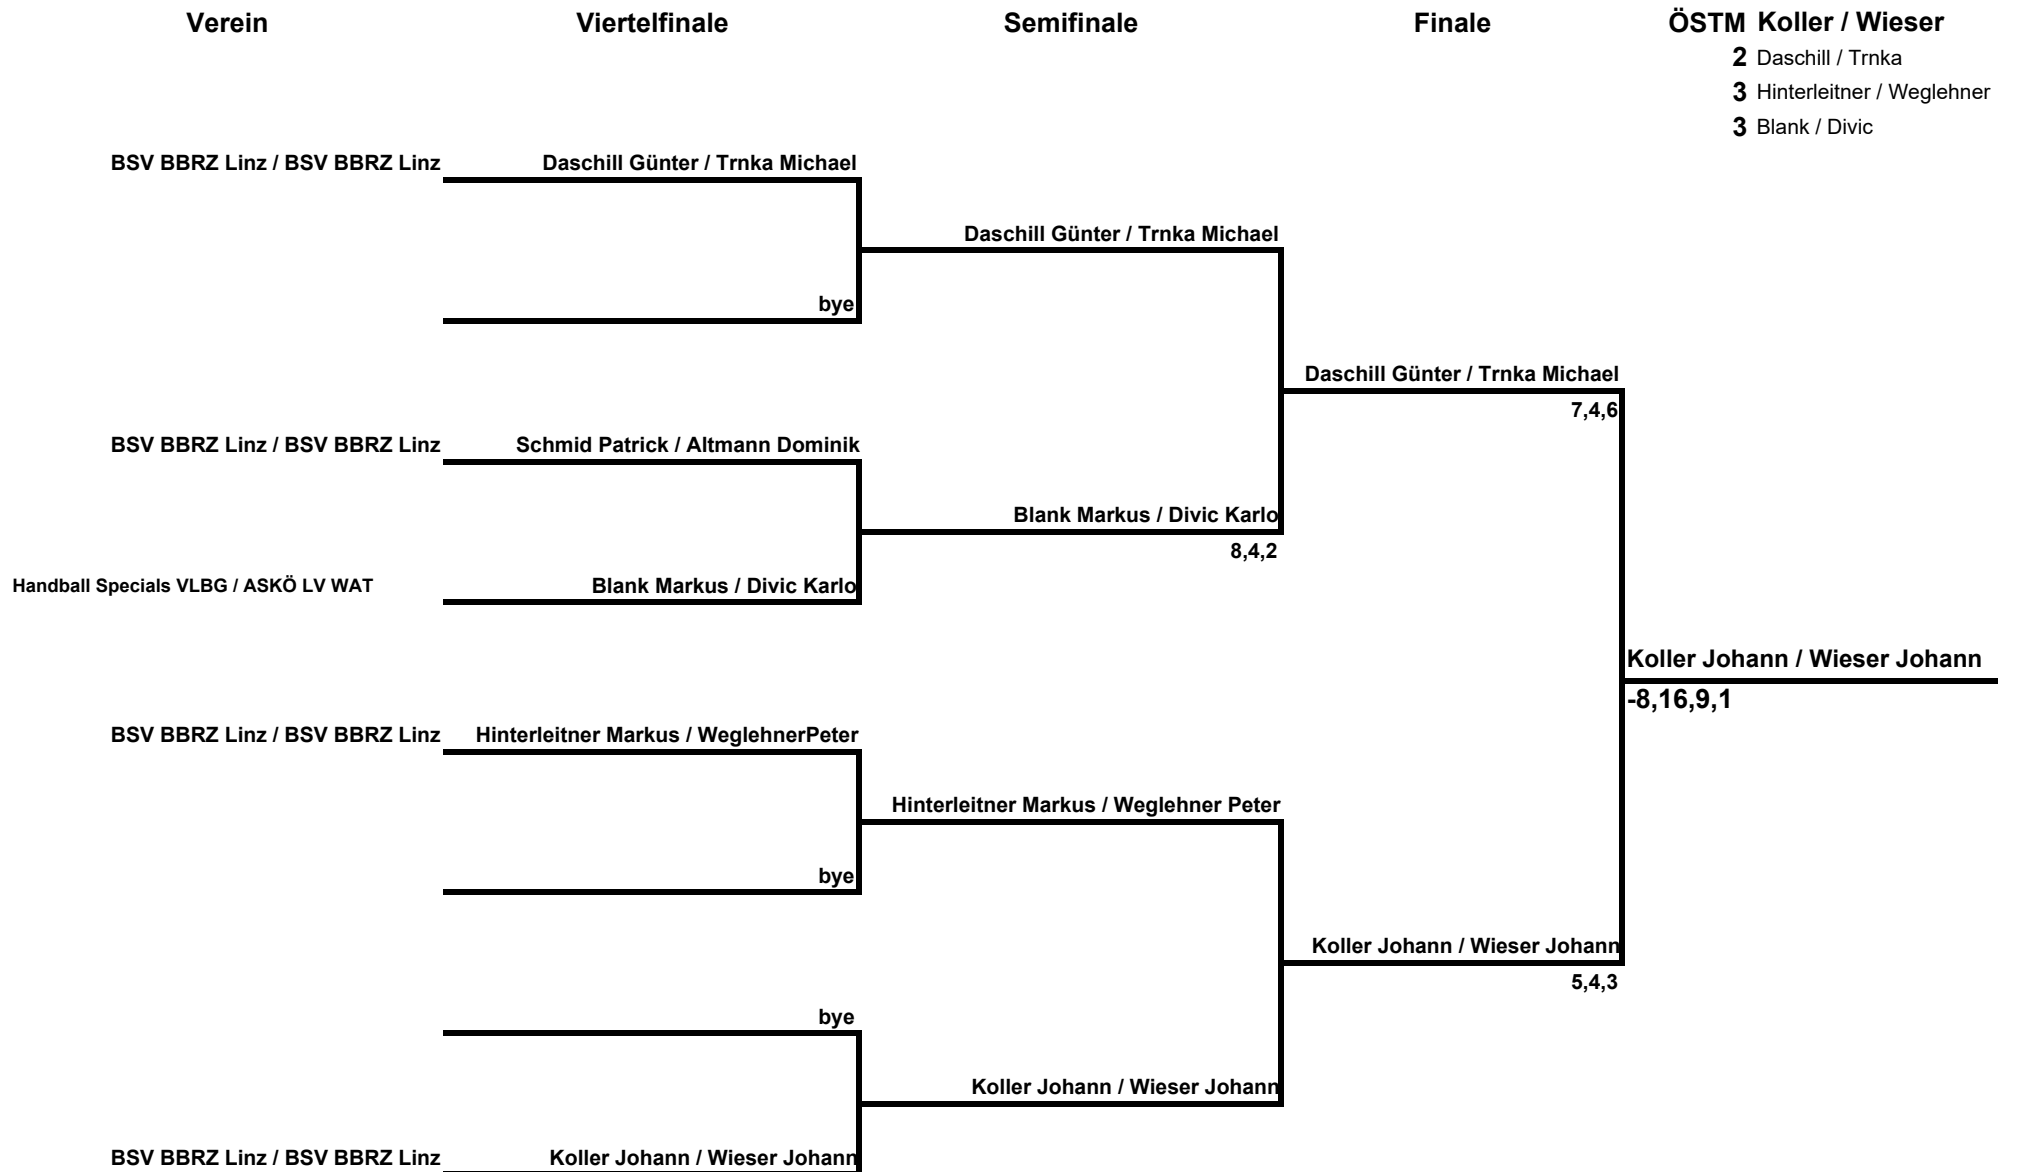 Verein Viertelfinale Semifinale Finale ÖSTM Koller / Wieser
2 Daschill / Trnka
3 Hinterleitner / Weglehner
3 Blank / Divic
BSV BBRZ Linz / BSV BBRZ Linz Daschill Günter / Trnka Michael
Daschill Günter / Trnka Michael
bye
Daschill Günter / Trnka Michael
7,4,6
BSV BBRZ Linz / BSV BBRZ Linz Schmid Patrick / Altmann Dominik
Blank Markus / Divic Karlo
8,4,2
Handball Specials VLBG / ASKÖ LV WAT Blank Markus / Divic Karlo
Koller Johann / Wieser Johann
-8,16,9,1
BSV BBRZ Linz / BSV BBRZ Linz Hinterleitner Markus / WeglehnerPeter
Hinterleitner Markus / Weglehner Peter
bye
Koller Johann / Wieser Johann
5,4,3
bye
Koller Johann / Wieser Johann
BSV BBRZ Linz / BSV BBRZ Linz Koller Johann / Wieser Johann